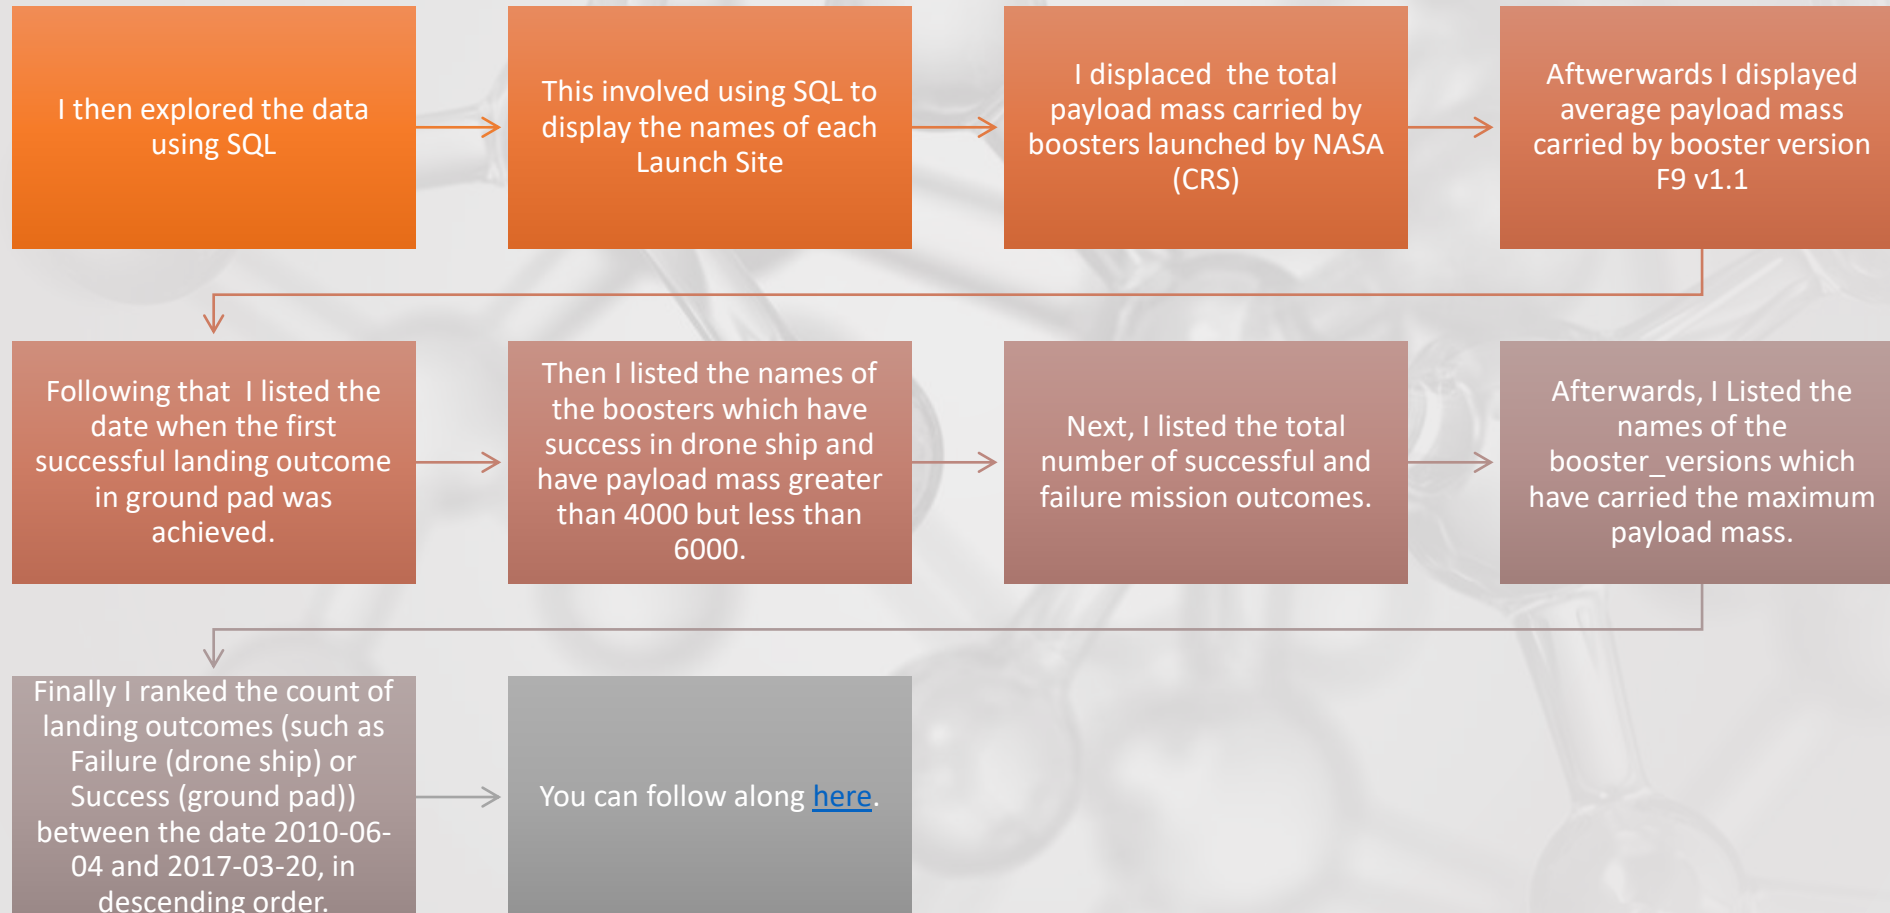 I then explored the data
using SQL
This involved using SQL to
display the names of each
Launch Site
I displaced  the total
payload mass carried by
boosters launched by NASA
(CRS)
Aftwerwards I displayed
average payload mass
carried by booster version
F9 v1.1
Following that  I listed the
date when the first
successful landing outcome
in ground pad was
achieved.
Then I listed the names of
the boosters which have
success in drone ship and
have payload mass greater
than 4000 but less than
6000.
Next, I listed the total
number of successful and
failure mission outcomes.
Afterwards, I Listed the
names of the
booster_versions which
have carried the maximum
payload mass.
Finally I ranked the count of
landing outcomes (such as
Failure (drone ship) or
Success (ground pad))
between the date 2010-06-
04 and 2017-03-20, in
descending order.
You can follow along here.